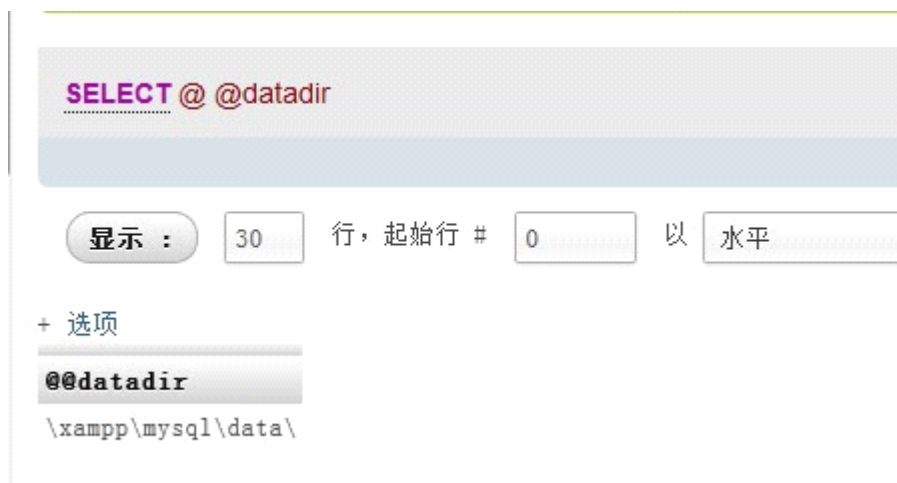 SELECT @ @datadir
显示 : 30 行，起始行 # 0 以 水平
+ 选项
@@datadir
\xampp\mysql\data\